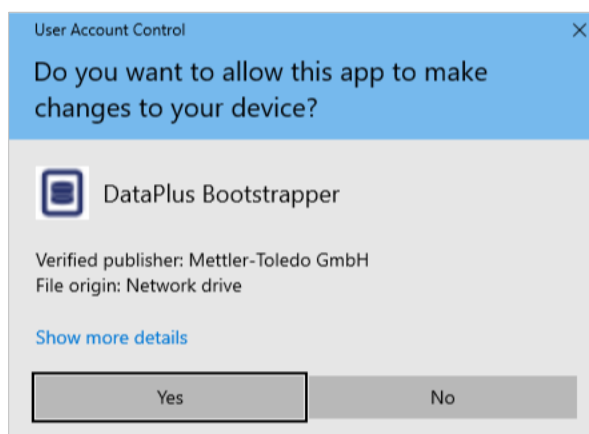 User Account Control
Do you want to allow this app to make
changes to your device?
DataPlus Bootstrapper
Verified publisher: Mettler-Toledo GmbH
File origin: Network drive
Show more details
Yes
No